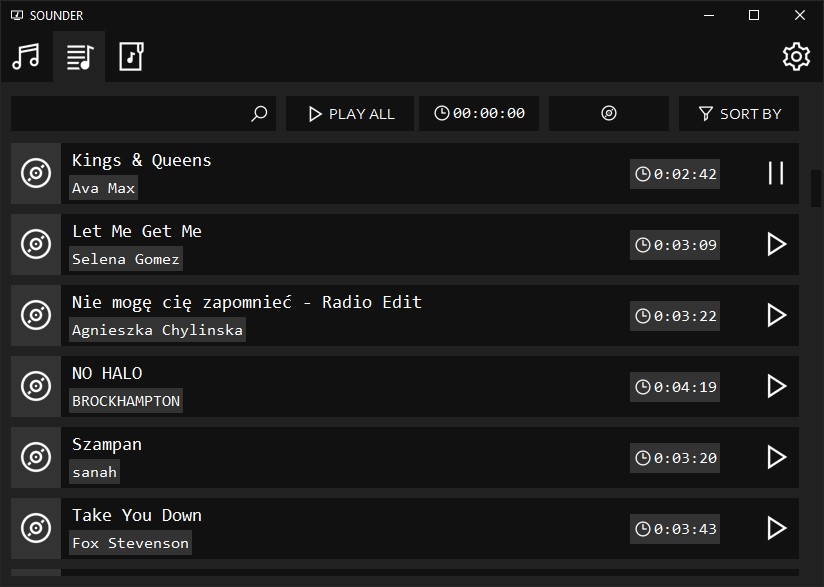 SOUNDER
PLAY ALL
00:00:00
SORT BY
Kings & Queens
Ava Max
0:02:42
Let Me Get Me
Selena Gomez
0:03:09
Nie mogę cię zapomnieć - Radio Edit
Agnieszka Chylinska
0:03:22
NO HALO
BROCKHAMPTON
0:04:19
Szampan
sanah
0:03:20
Take You Down
Fox Stevenson
0:03:43